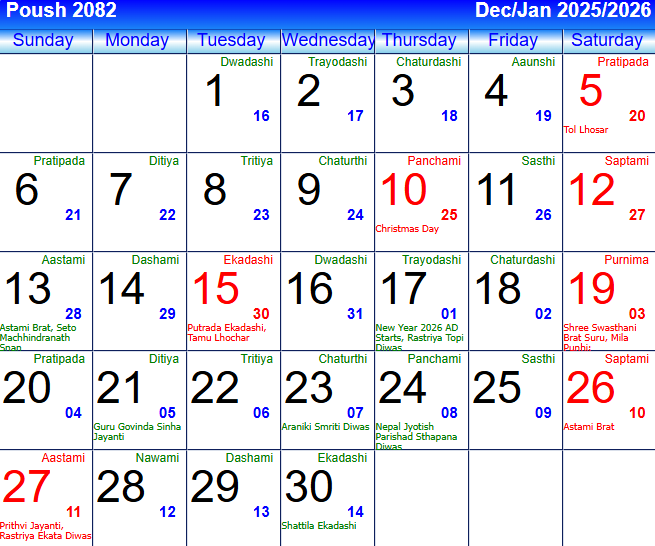 Poush 2082 Dec/Jan 2025/2026
Sunday Monday Tuesday Wednesday Thursday Friday Saturday
Dwadashi Trayodashi Chaturdashi Aaunshi Pratipada
1 2 3 4 5
16 17 18 19 20
Tol Lhosar
Pratipada Ditiya Tritiya Chaturthi Panchami Sasthi Saptami
6 7 8 9 10 11 12
21 22 23 24 25 26 27
Christmas Day
Aastami Dashami Ekadashi Dwadashi Trayodashi Chaturdashi Purnima
13 14 15 16 17 18 19
28 29 30 31 01 02 03
Astami Brat, Seto Putrada Ekadashi, New Year 2026 AD Shree Swasthani
Machhindranath Tamu Lhochar Starts, Rastriya Topi Brat Suru, Mila
Snan Diwas Punhi;
Pratipada Ditiya Tritiya Chaturthi Panchami Sasthi Saptami
20 21 22 23 24 25 26
04 05 06 07 08 09 10
Guru Govinda Sinha Araniki Smriti Diwas Nepal Jyotish Astami Brat
Jayanti Parishad Sthapana
Diwas
Aastami Nawami Dashami Ekadashi
27 28 29 30
11 12 13 14
Prithvi Jayanti, Shattila Ekadashi
Rastriya Ekata Diwas